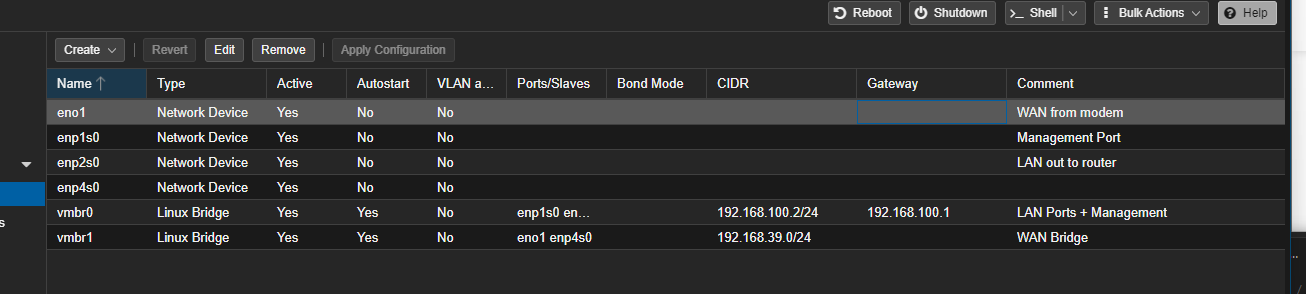 Reboot Shutdown >_ Shell Bulk Actions Help
Create Revert Edit Remove Apply Configuration
Name Type Active Autostart VLAN a... Ports/Slaves Bond Mode CIDR Gateway Comment
eno1 Network Device Yes No No WAN from modem
enp1s0 Network Device Yes No No Management Port
enp2s0 Network Device Yes No No LAN out to router
enp4s0 Network Device Yes No No
vmbr0 Linux Bridge Yes Yes No enp1s0 en... 192.168.100.2/24 192.168.100.1 LAN Ports + Management
s
vmbr1 Linux Bridge Yes Yes No eno1 enp4s0 192.168.39.0/24 WAN Bridge